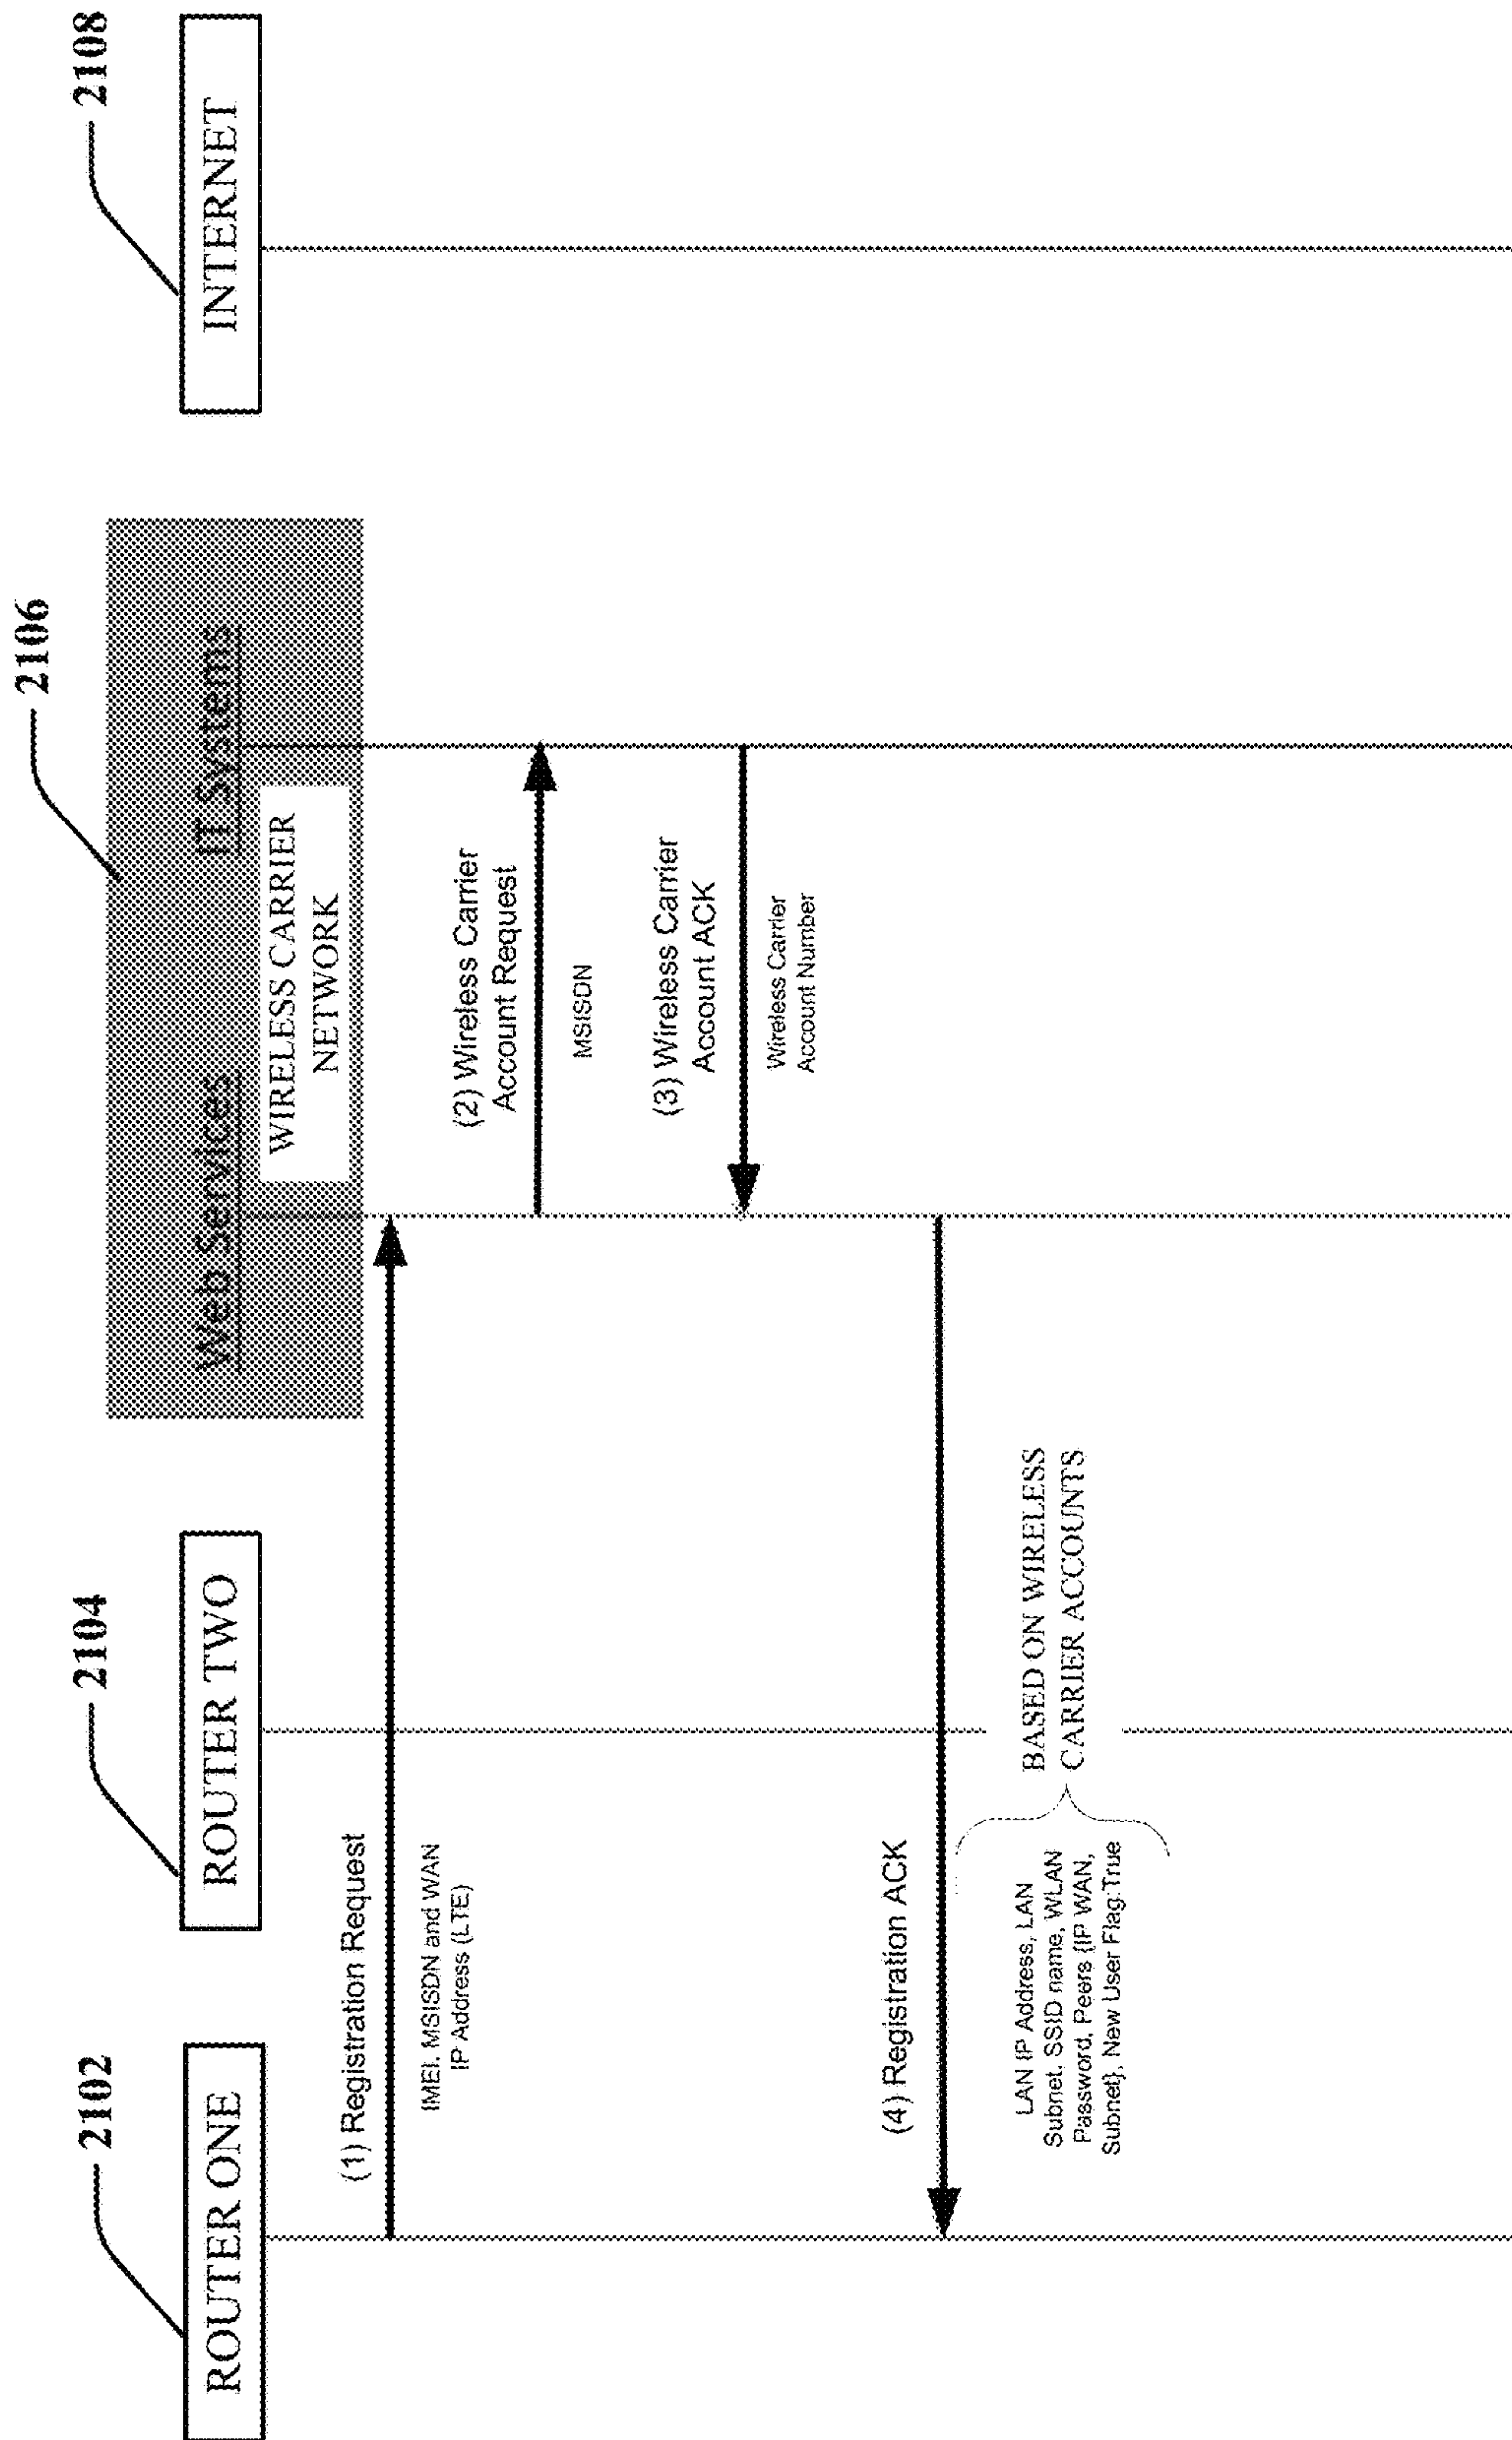 2102
2104
2106
2108
ROUTER ONE
ROUTER TWO
Web Services
IT Systems
INTERNET
WIRELESS CARRIER
NETWORK
(1) Registration Request
IMEI, MSISDN and WAN
IP Address (LTE)
(2) Wireless Carrier
Account Request
MSISDN
(3) Wireless Carrier
Account ACK
Wireless Carrier
Account Number
(4) Registration ACK
LAN IP Address, LAN
Subnet, SSID name, WLAN
Password, Peers {IP WAN,
Subnet}, New User Flag:True
BASED ON WIRELESS
CARRIER ACCOUNTS